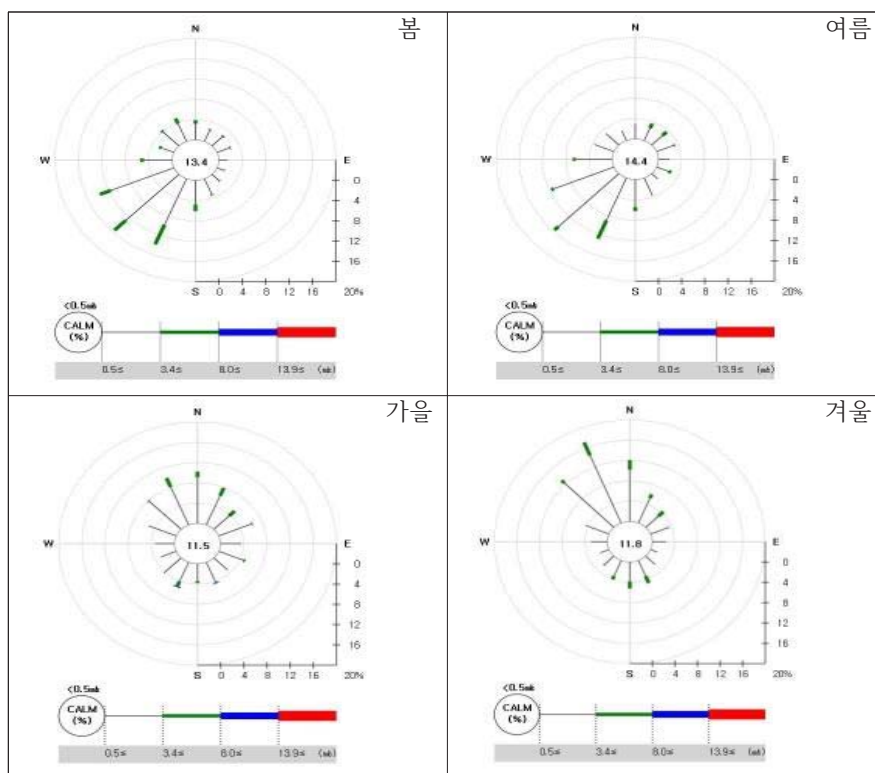 봄
N
W
13.4
E
0
4
8
12
16
S 0 4 8 12 16 20%
<0.5㎧
CALM
(%)
0.5≤ 3.4≤ 8.0≤ 13.9≤ (㎧)
여름
N
W
14.4
E
0
4
8
12
16
S 0 4 8 12 16 20%
<0.5㎧
CALM
(%)
0.5≤ 3.4≤ 8.0≤ 13.9≤ (㎧)
가을
N
W
11.5
E
0
4
8
12
16
S 0 4 8 12 16 20%
<0.5㎧
CALM
(%)
0.5≤ 3.4≤ 8.0≤ 13.9≤ (㎧)
겨울
N
W
11.8
E
0
4
8
12
16
S 0 4 8 12 16 20%
<0.5㎧
CALM
(%)
0.5≤ 3.4≤ 8.0≤ 13.9≤ (㎧)